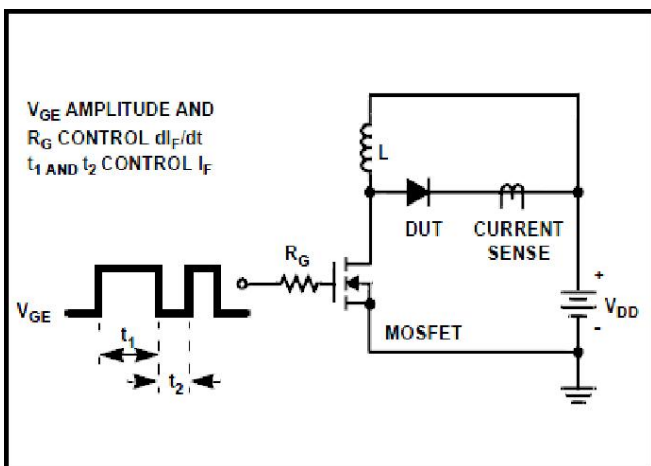 VGE AMPLITUDE AND
RG CONTROL dIF/dt
t1 AND t2 CONTROL IF
L
DUT
CURRENT
SENSE
RG
VGE
t1
t2
MOSFET
+
VDD
-